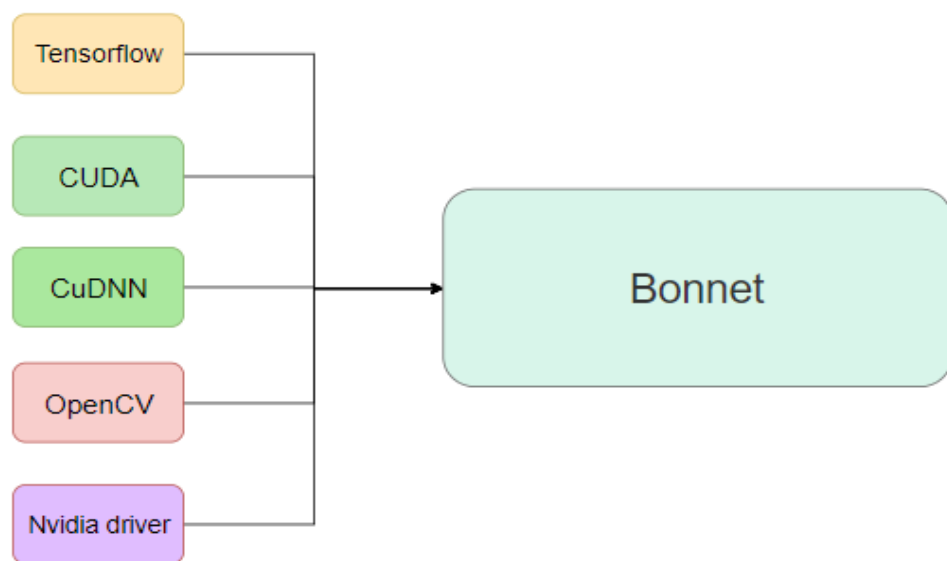 Tensorflow
CUDA
CuDNN
OpenCV
Nvidia driver
Bonnet